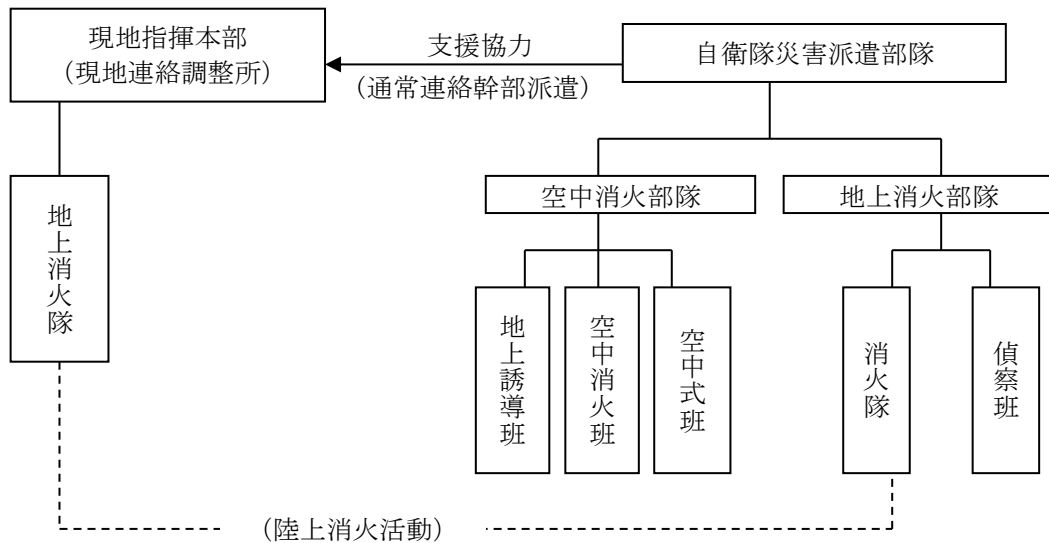 現地指揮本部
（現地連絡調整所）
支援協力
（通常連絡幹部派遣）
自衛隊災害派遣部隊
空中消火部隊
地上消火部隊
地上消火隊
地上誘導班
空中消火班
空中式班
消火隊
偵察班
（陸上消火活動）